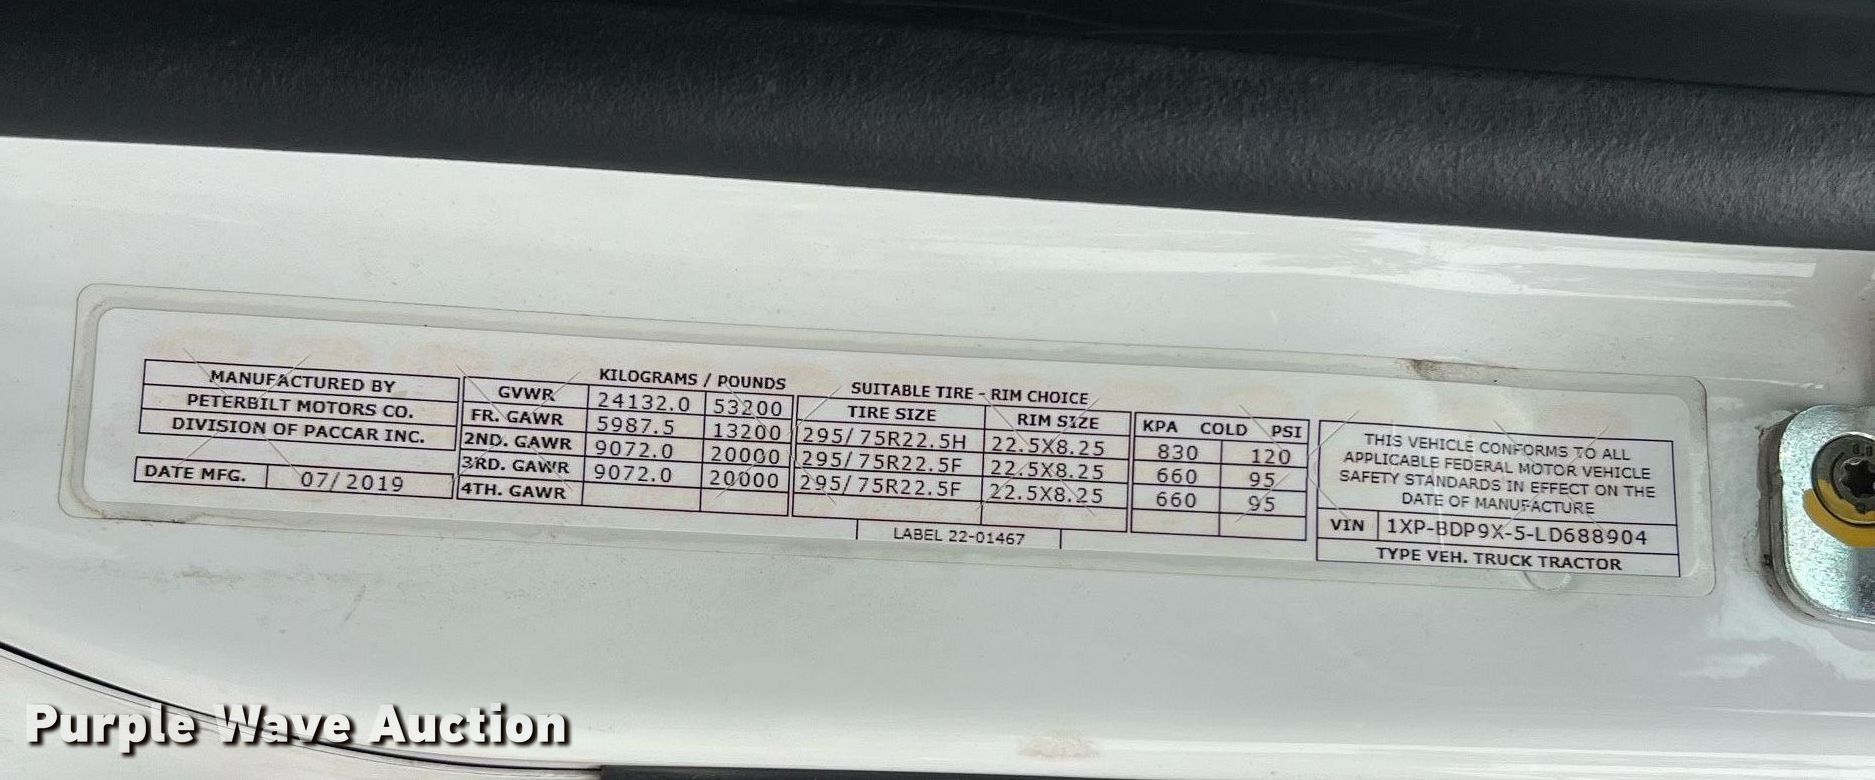 MANUFACTURED BY
PETERBILT MOTORS CO.
DIVISION OF PACCAR INC.
DATE MFG. 07/2019
KILOGRAMS / POUNDS
GVWR 24132.0 53200
FR. GAWR 5987.5 13200
2ND. GAWR 9072.0 20000
3RD. GAWR 9072.0 20000
4TH. GAWR
SUITABLE TIRE - RIM CHOICE
TIRE SIZE RIM SIZE
295/75R22.5H 22.5X8.25
295/75R22.5F 22.5X8.25
295/75R22.5F 22.5X8.25
KPA COLD PSI
830 120
660 95
660 95
LABEL 22-01467
THIS VEHICLE CONFORMS TO ALL
APPLICABLE FEDERAL MOTOR VEHICLE
SAFETY STANDARDS IN EFFECT ON THE
DATE OF MANUFACTURE
VIN 1XP-BDP9X-5-LD688904
TYPE VEH. TRUCK TRACTOR
Purple Wave Auction